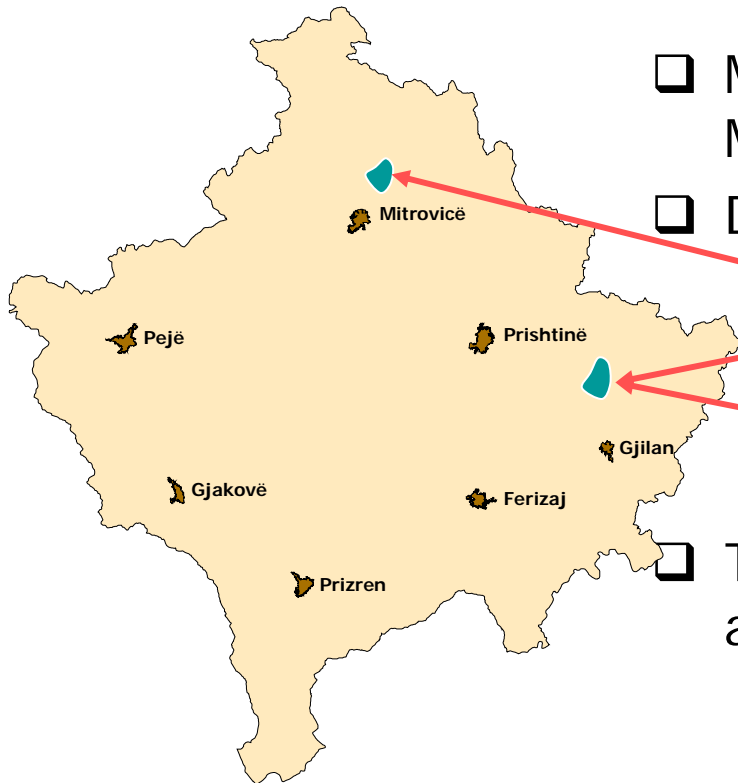 Mitrovicë
Pejë
Prishtinë
Gjilan
Gjakovë
Ferizaj
Prizren